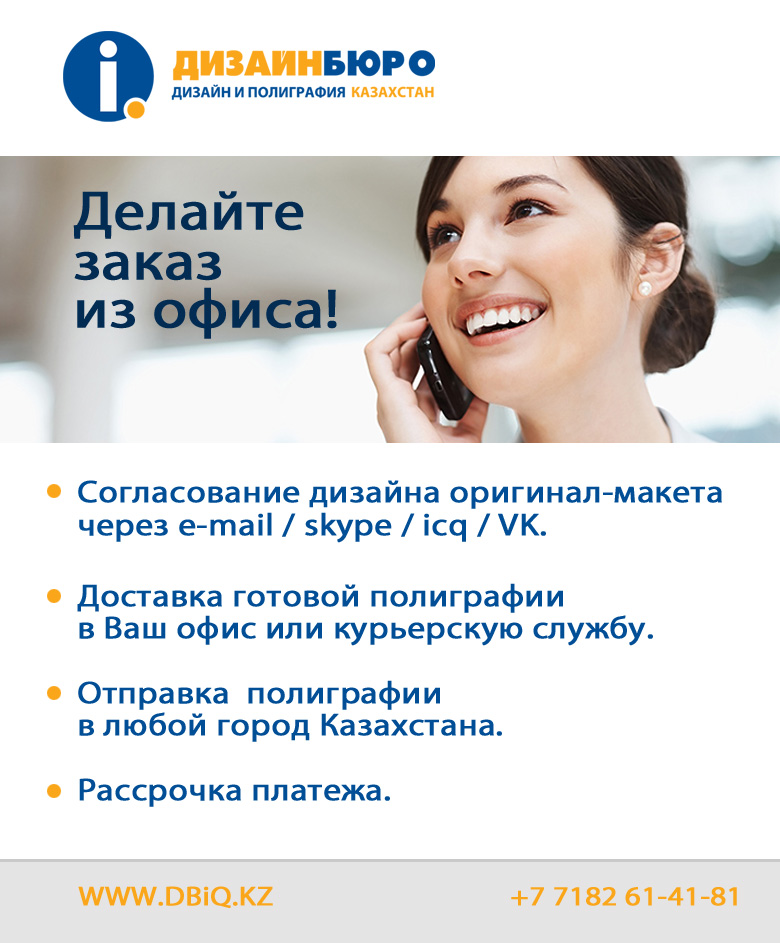 i.
ДИЗАЙНБЮРО
ДИЗАЙН И ПОЛИГРАФИЯ КАЗАХСТАН
Делайте
заказ
из офиса!
Согласование дизайна оригинал-макета
через e-mail / skype / icq / VK.
Доставка готовой полиграфии
в Ваш офис или курьерскую службу.
Отправка полиграфии
в любой город Казахстана.
Рассрочка платежа.
WWW.DBiQ.KZ +7 7182 61-41-81